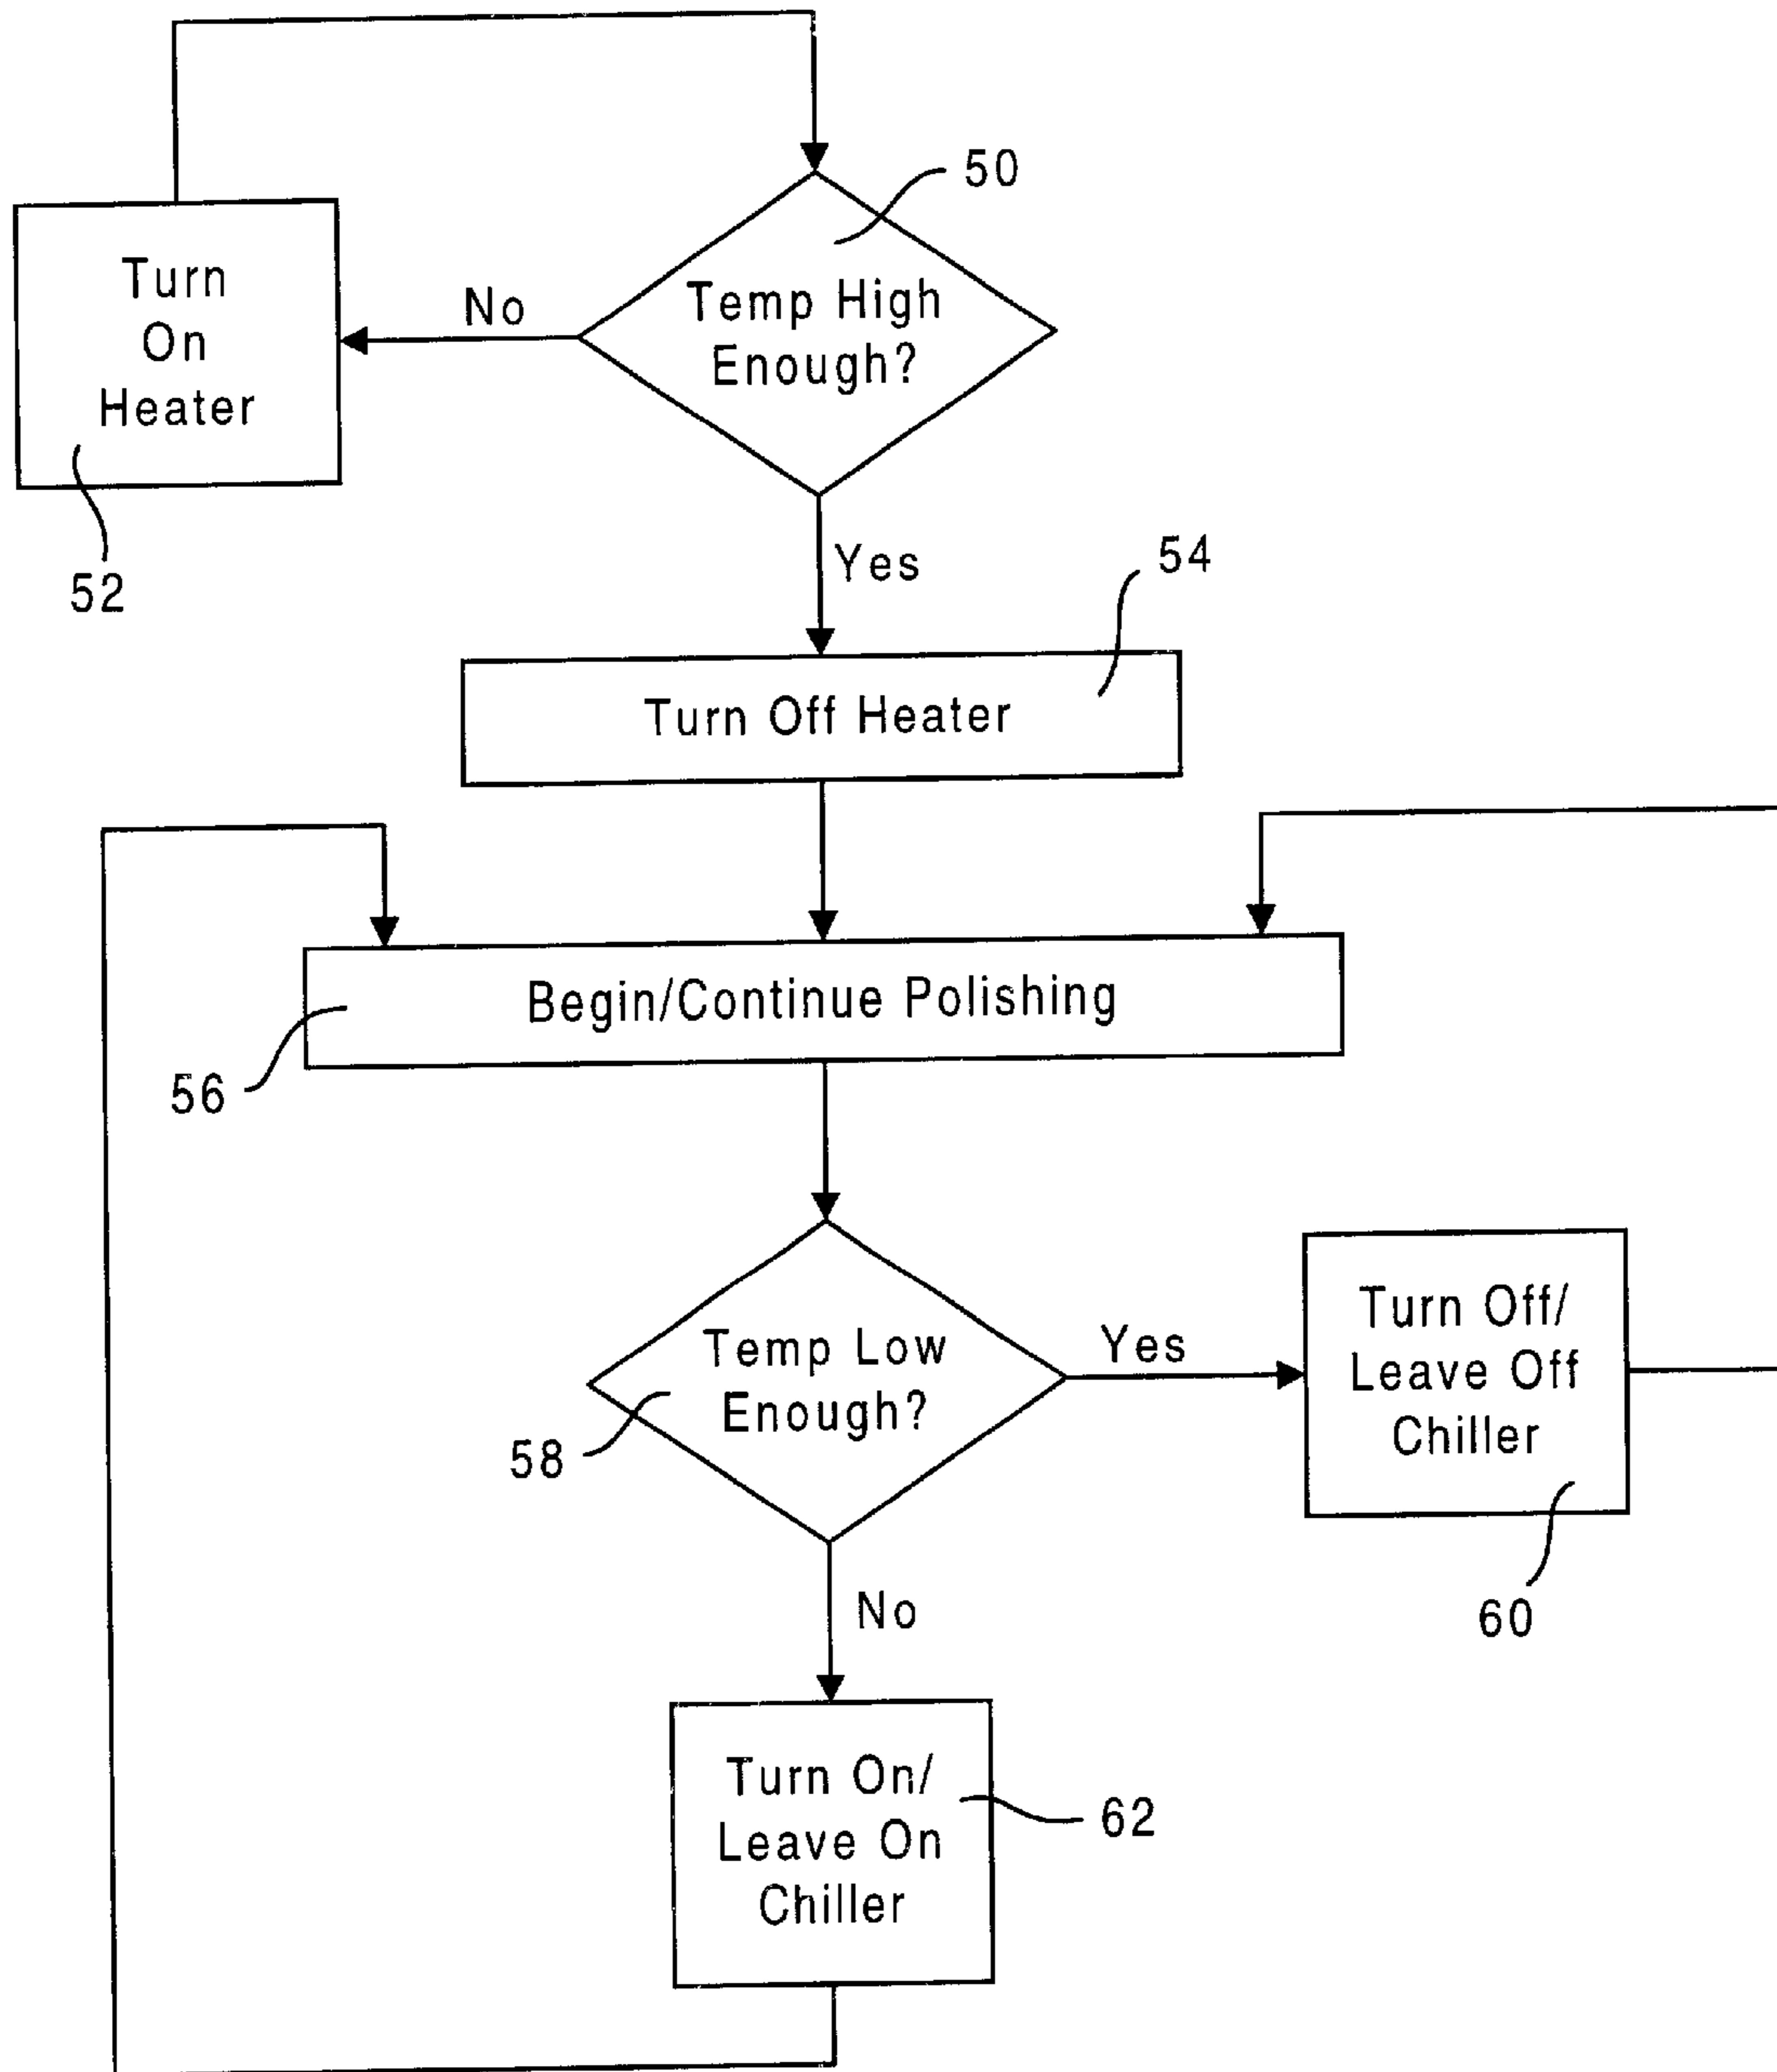 50
Temp High
Enough?
No
Turn
On
Heater
52
Yes
54
Turn Off Heater
Begin/Continue Polishing
56
Temp Low
Enough?
58
Yes
Turn Off/
Leave Off
Chiller
60
No
Turn On/
Leave On
Chiller
62